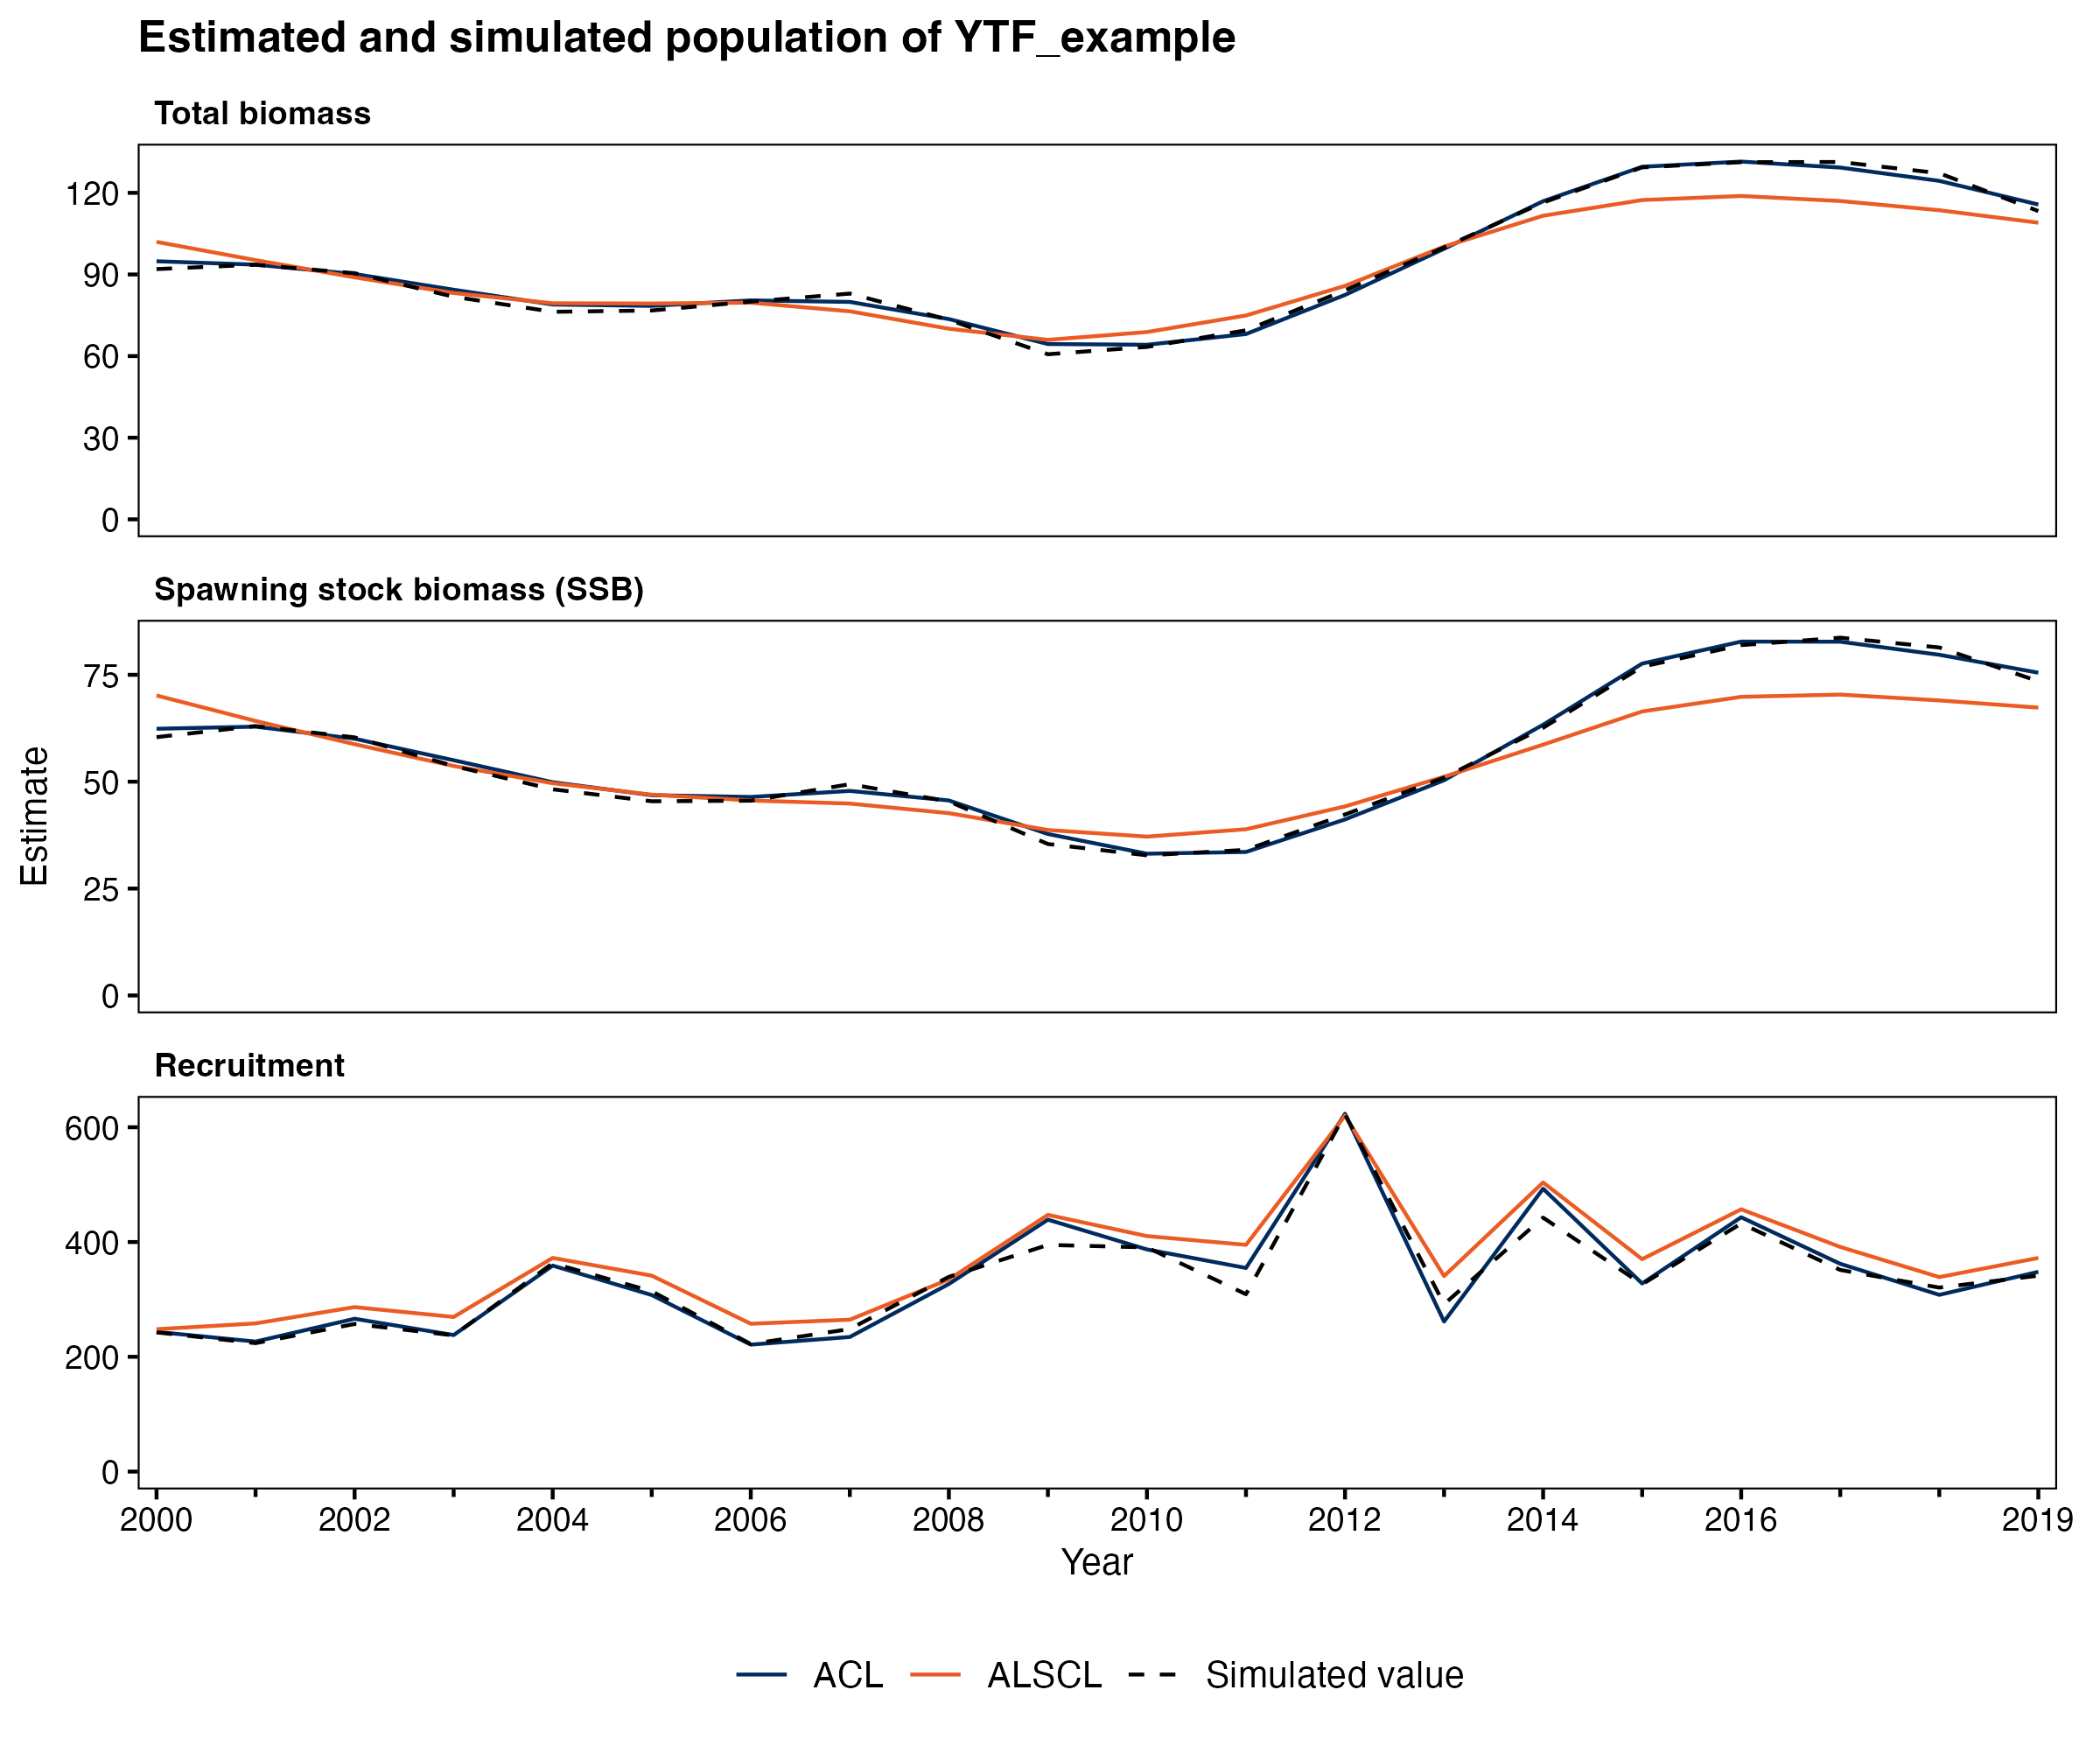 Estimated and simulated population of YTF_example
Total biomass
120
90
60
30
0
Spawning stock biomass (SSB)
75
50
25
0
Estimate
Recruitment
600
400
200
0
2000 2002 2004 2006 2008 2010 2012 2014 2016 2019
Year
ACL ALSCL Simulated value